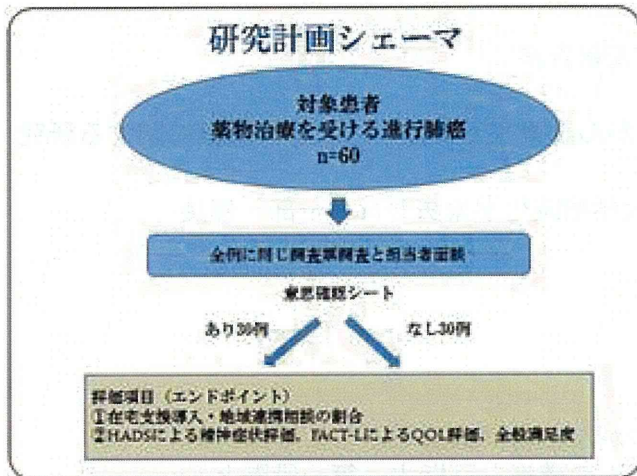 研究計画シェーマ
対象患者
薬物治療を受ける進行肺癌
n=60
全例に同じ調査票調査と担当者面談
意思確認シート
あり30例
なし30例
評価項目（エンドポイント）
①在宅支援導入・地域連携相談の割合
②HADSによる精神症状評価、FACT-LによるQOL評価、全般満足度